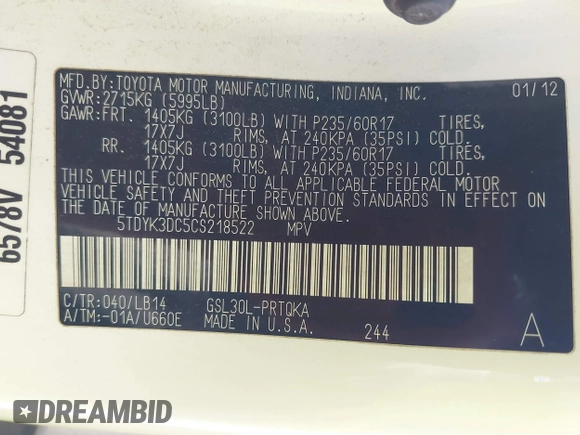 6578V 54081
MFD.BY:TOYOTA MOTOR MANUFACTURING, INDIANA, INC. 01/12
GVWR:2715KG (5995LB)
GAWR:FRT. 1405KG (3100LB) WITH P235/60R17 TIRES,
17X7J RIMS, AT 240KPA (35PSI) COLD.
RR. 1405KG (3100LB) WITH P235/60R17 TIRES,
17X7J RIMS, AT 240KPA (35PSI) COLD.
THIS VEHICLE CONFORMS TO ALL APPLICABLE FEDERAL MOTOR
VEHICLE SAFETY AND THEFT PREVENTION STANDARDS IN EFFECT ON
THE DATE OF MANUFACTURE SHOWN ABOVE.
5TDYK3DC5CS218522 MPV
C/TR:040/LB14 GSL30L-PRTQKA
A/TM:-01A/U660E MADE IN U.S.A. 244 A
DREAMBID